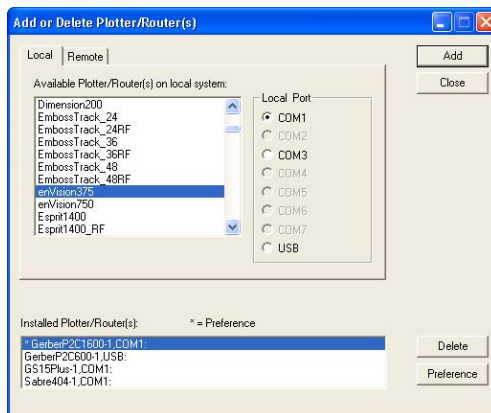 Add or Delete Plotter/Router(s)
Local
Remote
Add
Close
Available Plotter/Router(s) on local system:
Dimension200
EmbossTrack_24
EmbossTrack_24RF
EmbossTrack_36
EmbossTrack_36RF
EmbossTrack_48
EmbossTrack_48RF
enVision375
enVision750
Esprit1400
Esprit1400_RF
Local Port
COM1
COM2
COM3
COM4
COM5
COM6
COM7
USB
Installed Plotter/Router(s): * = Preference
* GerberP2C1600-1,COM1:
GerberP2C600-1,USB:
GS15Plus-1,COM1:
Sabre404-1,COM1:
Delete
Preference